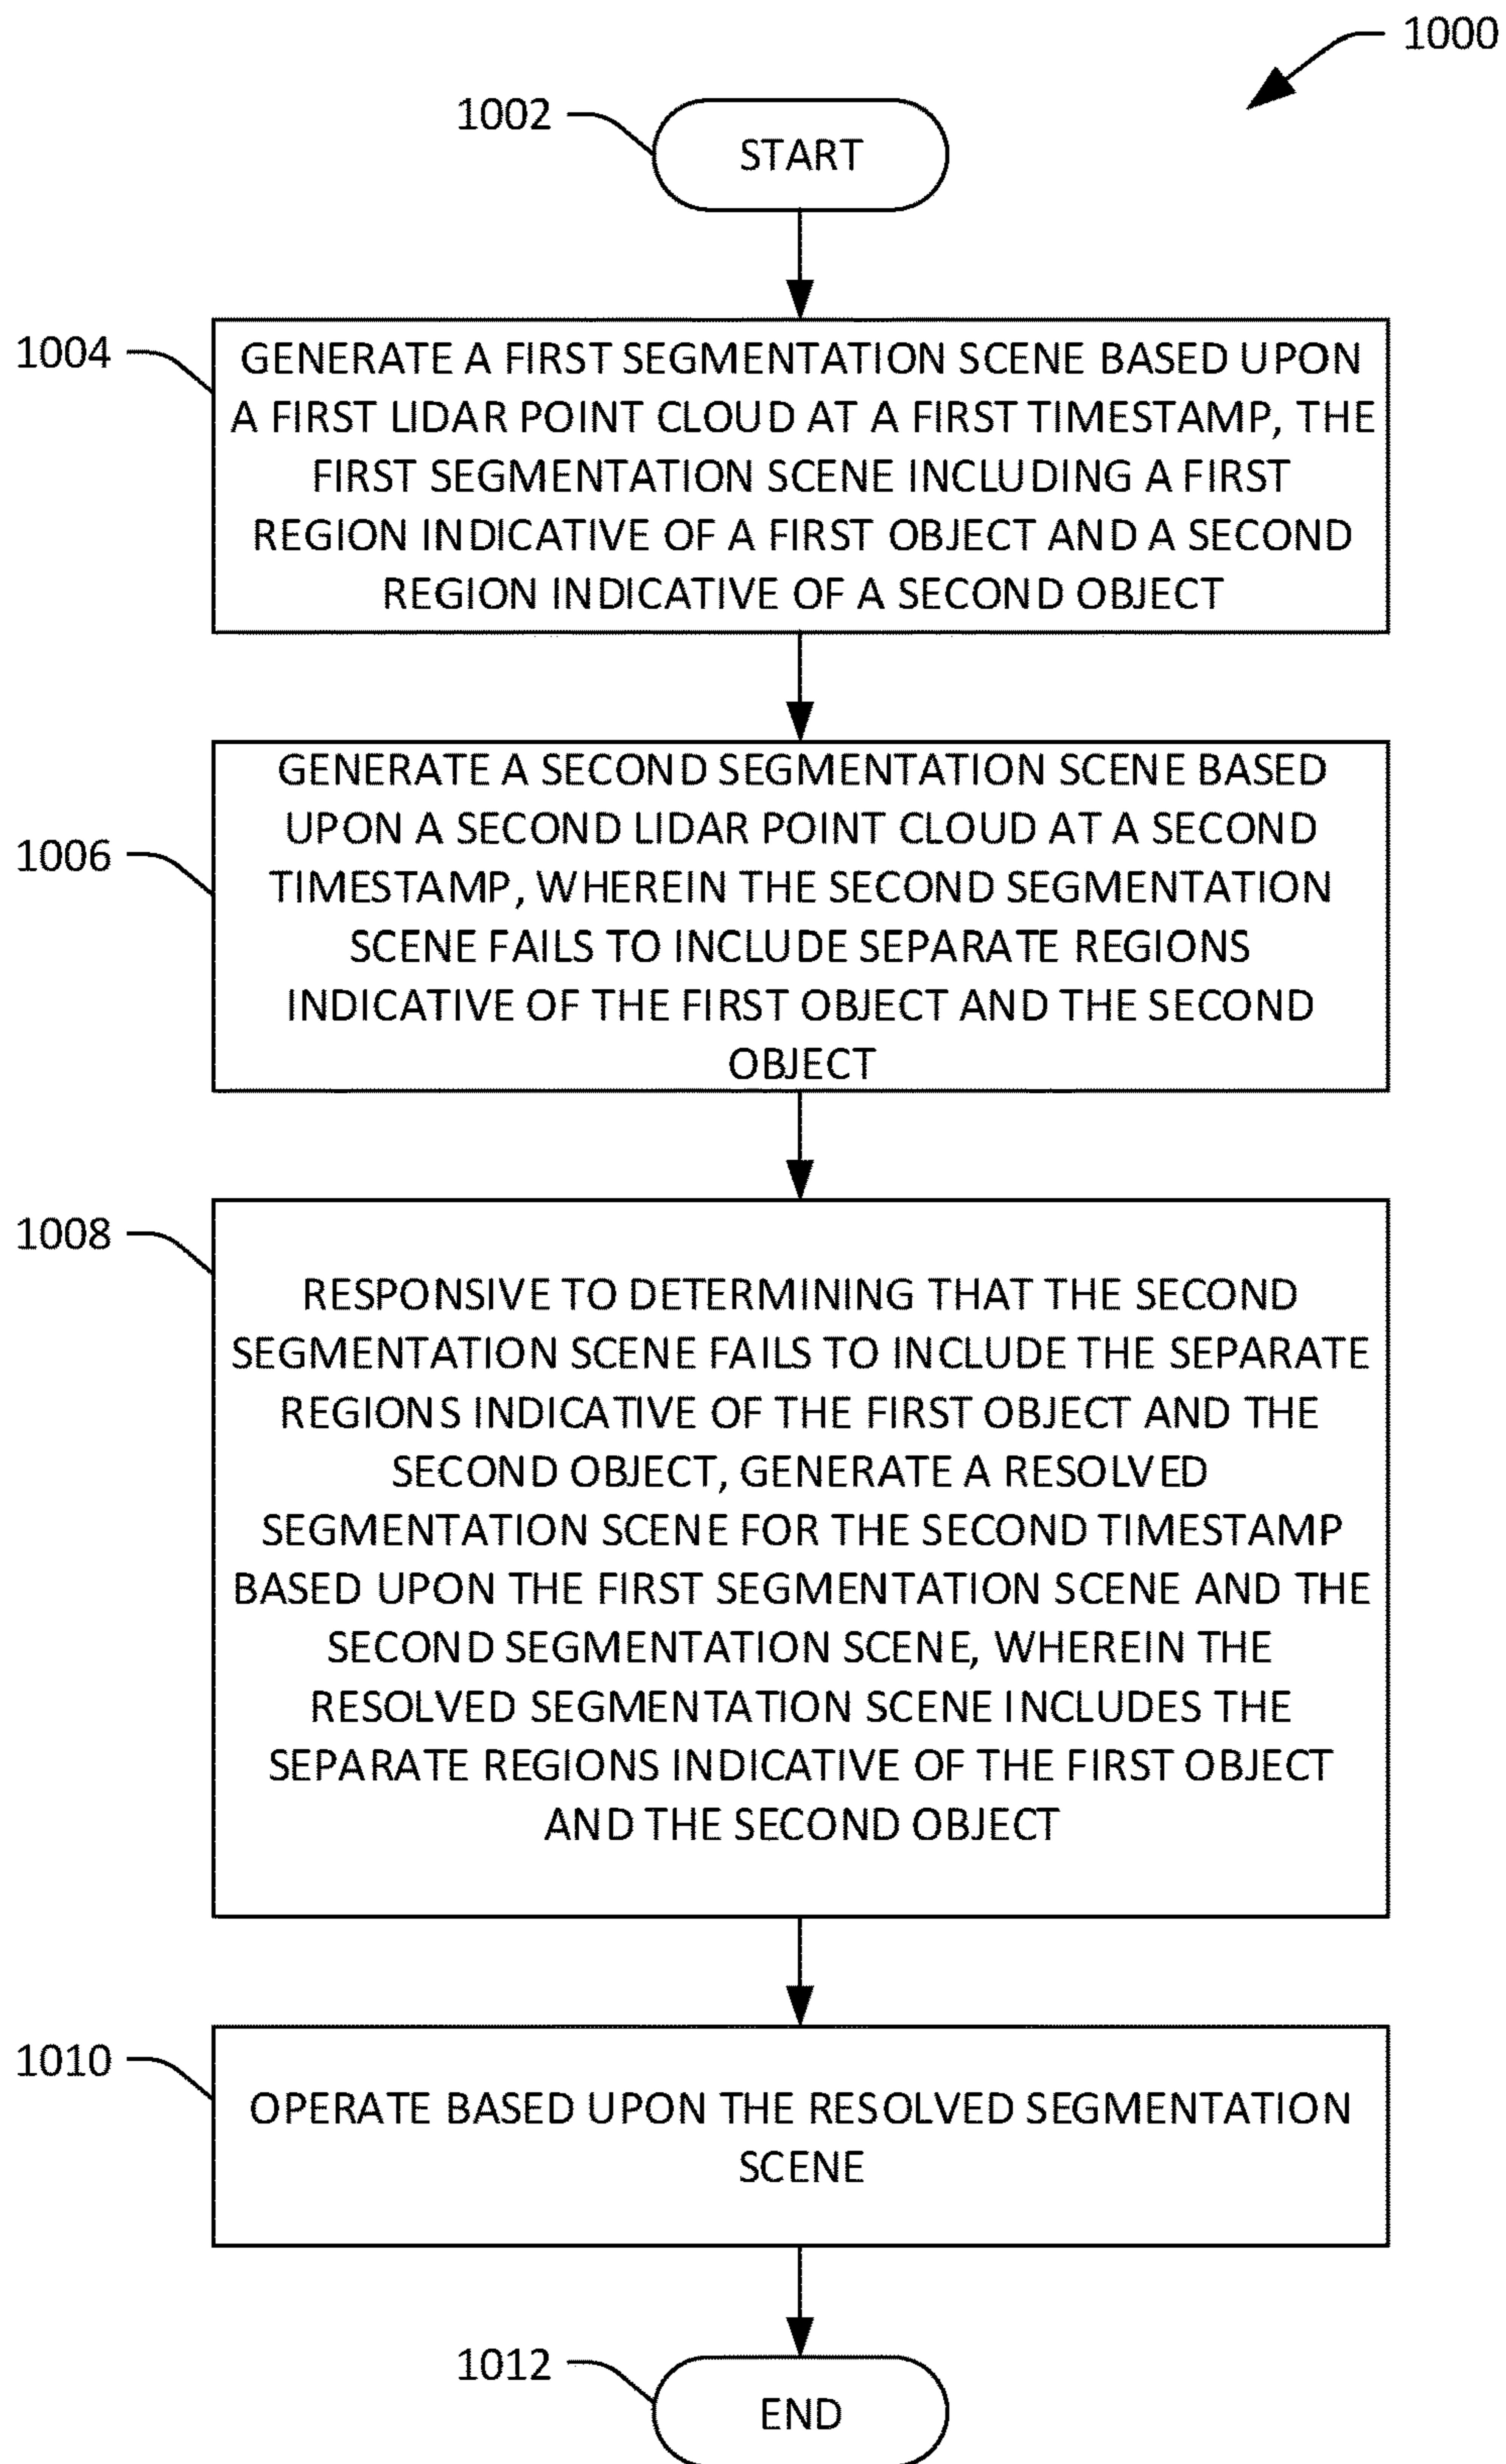 1000
1002
START
1004
GENERATE A FIRST SEGMENTATION SCENE BASED UPON
A FIRST LIDAR POINT CLOUD AT A FIRST TIMESTAMP, THE
FIRST SEGMENTATION SCENE INCLUDING A FIRST
REGION INDICATIVE OF A FIRST OBJECT AND A SECOND
REGION INDICATIVE OF A SECOND OBJECT
1006
GENERATE A SECOND SEGMENTATION SCENE BASED
UPON A SECOND LIDAR POINT CLOUD AT A SECOND
TIMESTAMP, WHEREIN THE SECOND SEGMENTATION
SCENE FAILS TO INCLUDE SEPARATE REGIONS
INDICATIVE OF THE FIRST OBJECT AND THE SECOND
OBJECT
1008
RESPONSIVE TO DETERMINING THAT THE SECOND
SEGMENTATION SCENE FAILS TO INCLUDE THE SEPARATE
REGIONS INDICATIVE OF THE FIRST OBJECT AND THE
SECOND OBJECT, GENERATE A RESOLVED
SEGMENTATION SCENE FOR THE SECOND TIMESTAMP
BASED UPON THE FIRST SEGMENTATION SCENE AND THE
SECOND SEGMENTATION SCENE, WHEREIN THE
RESOLVED SEGMENTATION SCENE INCLUDES THE
SEPARATE REGIONS INDICATIVE OF THE FIRST OBJECT
AND THE SECOND OBJECT
1010
OPERATE BASED UPON THE RESOLVED SEGMENTATION
SCENE
1012
END